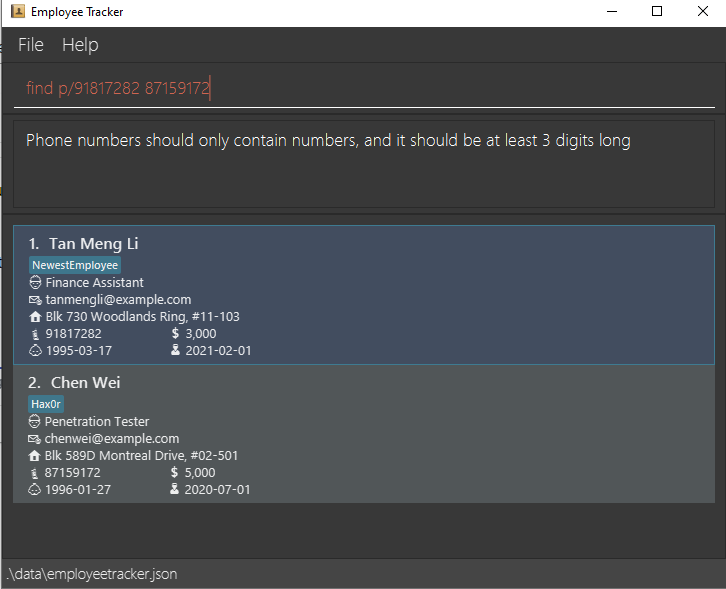 Employee Tracker
File Help
find p/91817282 87159172
Phone numbers should only contain numbers, and it should be at least 3 digits long
1. Tan Meng Li
NewestEmployee
Finance Assistant
tanmengli@example.com
Blk 730 Woodlands Ring, #11-103
91817282 $ 3,000
1995-03-17 2021-02-01
2. Chen Wei
Hax0r
Penetration Tester
chenwei@example.com
Blk 589D Montreal Drive, #02-501
87159172 $ 5,000
1996-01-27 2020-07-01
.\data\employeetracker.json